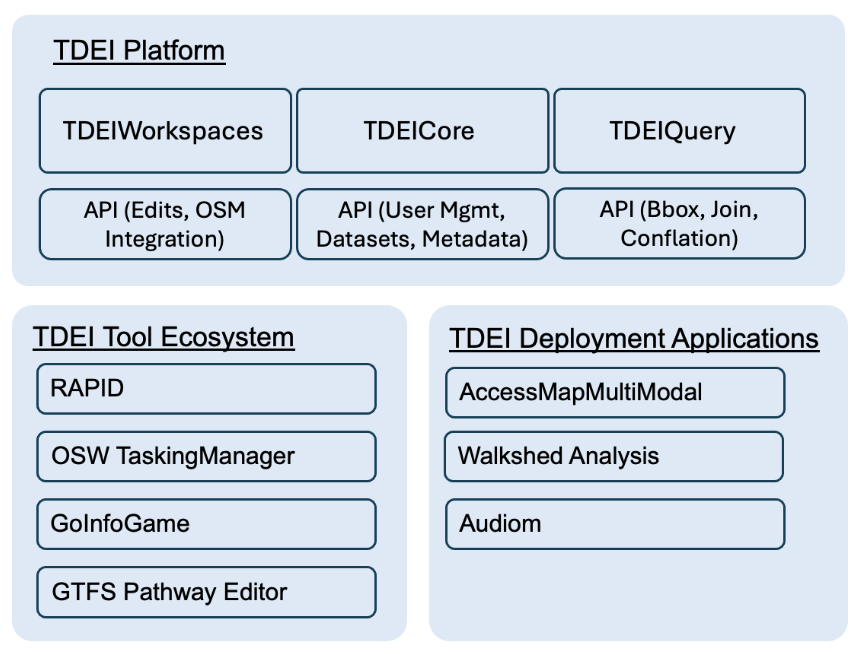 TDEI Platform
TDEIWorkspaces
TDEICore
TDEIQuery
API (Edits, OSM
Integration)
API (User Mgmt,
Datasets, Metadata)
API (Bbox, Join,
Conflation)
TDEI Tool Ecosystem
RAPID
OSW TaskingManager
GoInfoGame
GTFS Pathway Editor
TDEI Deployment Applications
AccessMapMultiModal
Walkshed Analysis
Audiom